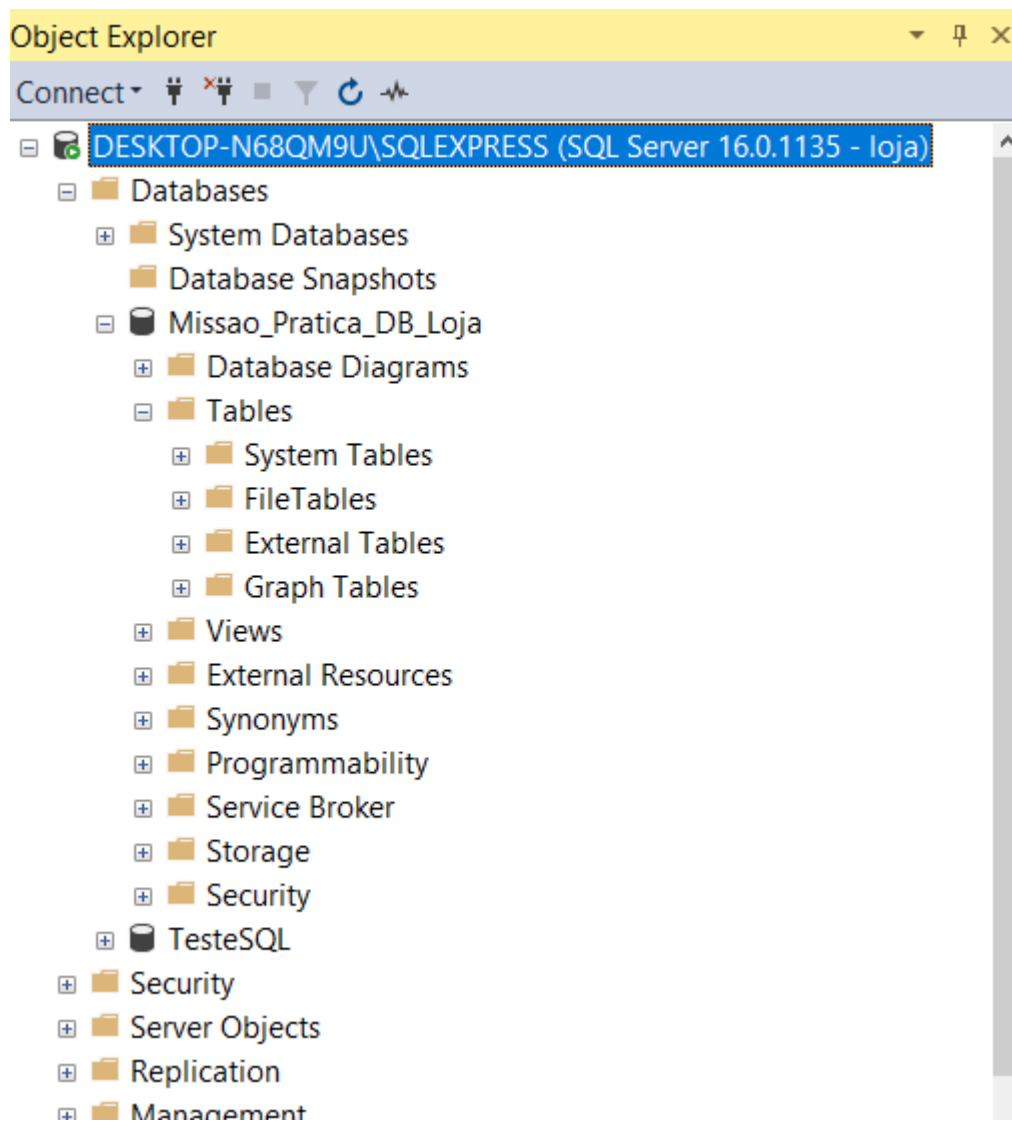 Object Explorer
Connect
DESKTOP-N68QM9U\SQLEXPRESS (SQL Server 16.0.1135 - loja)
Databases
System Databases
Database Snapshots
Missao_Pratica_DB_Loja
Database Diagrams
Tables
System Tables
FileTables
External Tables
Graph Tables
Views
External Resources
Synonyms
Programmability
Service Broker
Storage
Security
TesteSQL
Security
Server Objects
Replication
Management